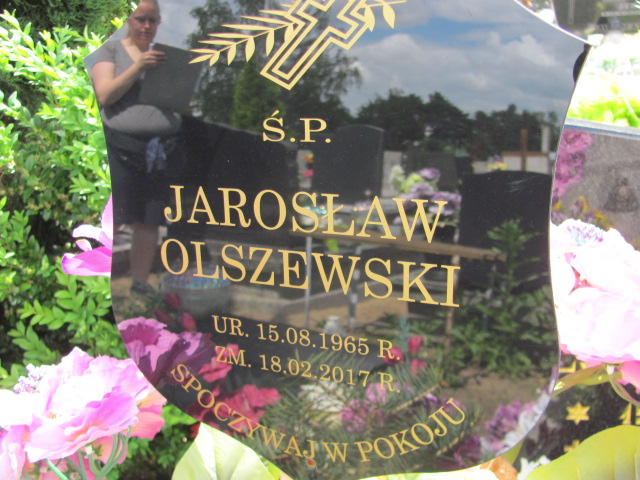 Ś.P.
JAROSŁAW
OLSZEWSKI
UR. 15.08.1965 R.
ZM. 18.02.2017 R.
SPOCZYWAJ W POKOJU